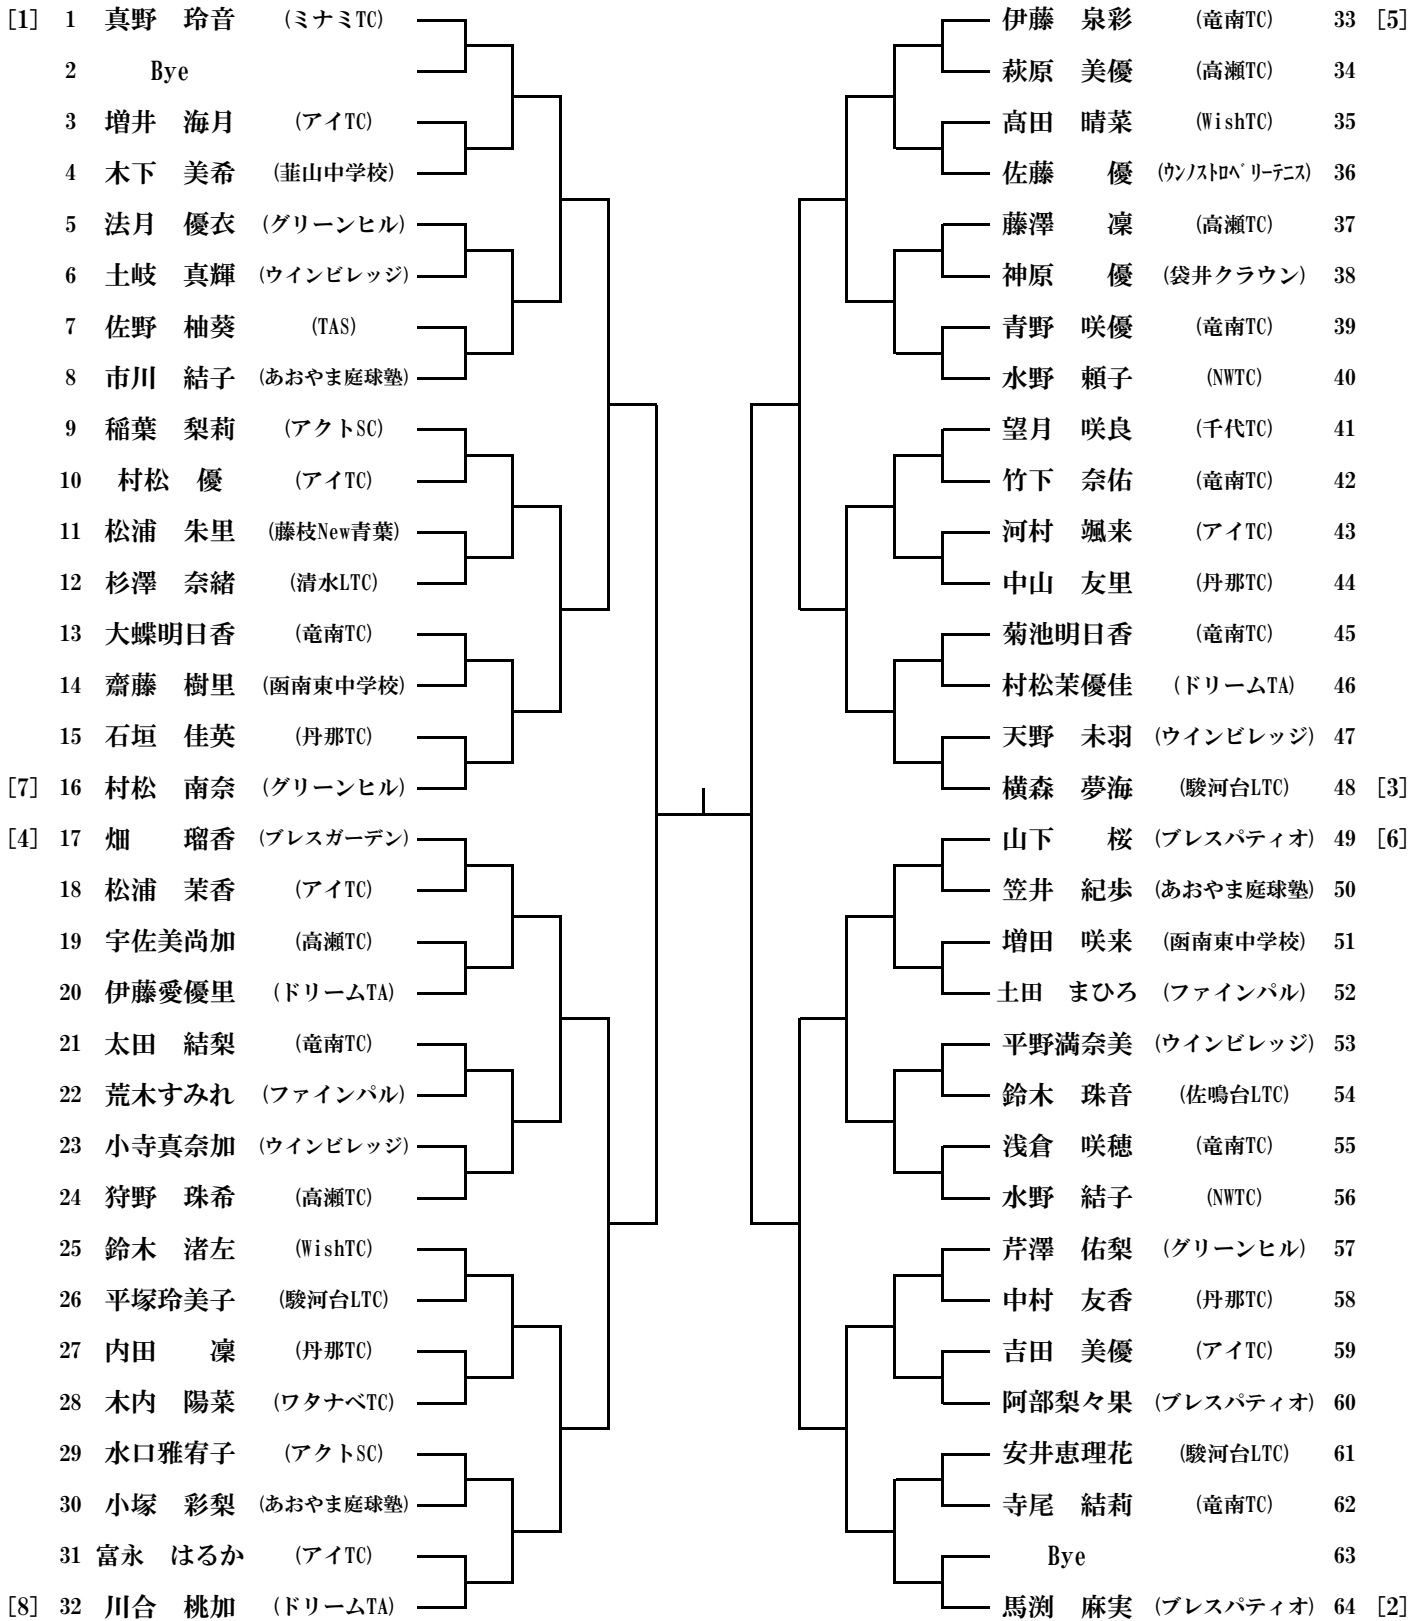 [1] 1 真野 玲音 (ミナミTC)
2 Bye
3 増井 海月 (アイTC)
4 木下 美希 (韮山中学校)
5 法月 優衣 (グリーンヒル)
6 土岐 真輝 (ウインビレッジ)
7 佐野 柚葵 (TAS)
8 市川 結子 (あおやま庭球塾)
9 稲葉 梨莉 (アクトSC)
10 村松 優 (アイTC)
11 松浦 朱里 (藤枝New青葉)
12 杉澤 奈緒 (清水LTC)
13 大蝶明日香 (竜南TC)
14 齋藤 樹里 (函南東中学校)
15 石垣 佳英 (丹那TC)
[7] 16 村松 南奈 (グリーンヒル)
[4] 17 畑 瑠香 (ブレスガーデン)
18 松浦 茉香 (アイTC)
19 宇佐美尚加 (高瀬TC)
20 伊藤愛優里 (ドリームTA)
21 太田 結梨 (竜南TC)
22 荒木すみれ (ファインパル)
23 小寺真奈加 (ウインビレッジ)
24 狩野 珠希 (高瀬TC)
25 鈴木 渚左 (WishTC)
26 平塚玲美子 (駿河台LTC)
27 内田 凜 (丹那TC)
28 木内 陽菜 (ワタナベTC)
29 水口雅宥子 (アクトSC)
30 小塚 彩梨 (あおやま庭球塾)
31 富永 はるか (アイTC)
[8] 32 川合 桃加 (ドリームTA)
伊藤 泉彩 (竜南TC) 33 [5]
萩原 美優 (高瀬TC) 34
髙田 晴菜 (WishTC) 35
佐藤 優 (ウンノストロベリーテニス) 36
藤澤 凜 (高瀬TC) 37
神原 優 (袋井クラウン) 38
青野 咲優 (竜南TC) 39
水野 頼子 (NWTC) 40
望月 咲良 (千代TC) 41
竹下 奈佑 (竜南TC) 42
河村 颯来 (アイTC) 43
中山 友里 (丹那TC) 44
菊池明日香 (竜南TC) 45
村松茉優佳 (ドリームTA) 46
天野 未羽 (ウインビレッジ) 47
横森 夢海 (駿河台LTC) 48 [3]
山下 桜 (ブレスパティオ) 49 [6]
笠井 紀歩 (あおやま庭球塾) 50
増田 咲来 (函南東中学校) 51
土田 まひろ (ファインパル) 52
平野満奈美 (ウインビレッジ) 53
鈴木 珠音 (佐鳴台LTC) 54
浅倉 咲穂 (竜南TC) 55
水野 結子 (NWTC) 56
芹澤 佑梨 (グリーンヒル) 57
中村 友香 (丹那TC) 58
吉田 美優 (アイTC) 59
阿部梨々果 (ブレスパティオ) 60
安井恵理花 (駿河台LTC) 61
寺尾 結莉 (竜南TC) 62
Bye 63
馬渕 麻実 (ブレスパティオ) 64 [2]